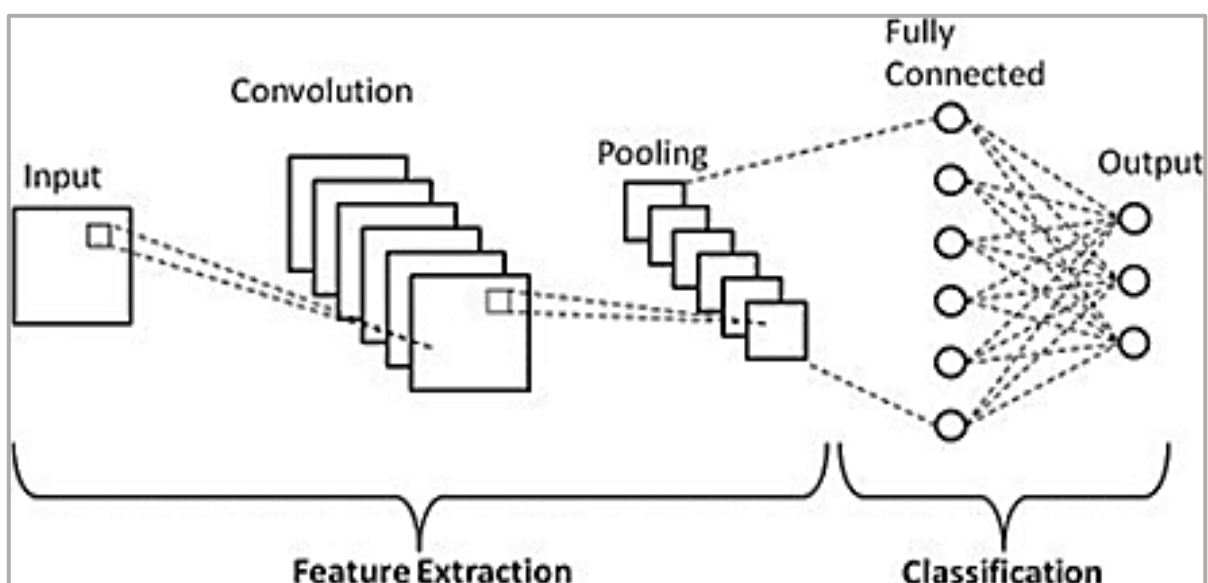 Input
Convolution
Pooling
Fully
Connected
Output
Feature Extraction
Classification